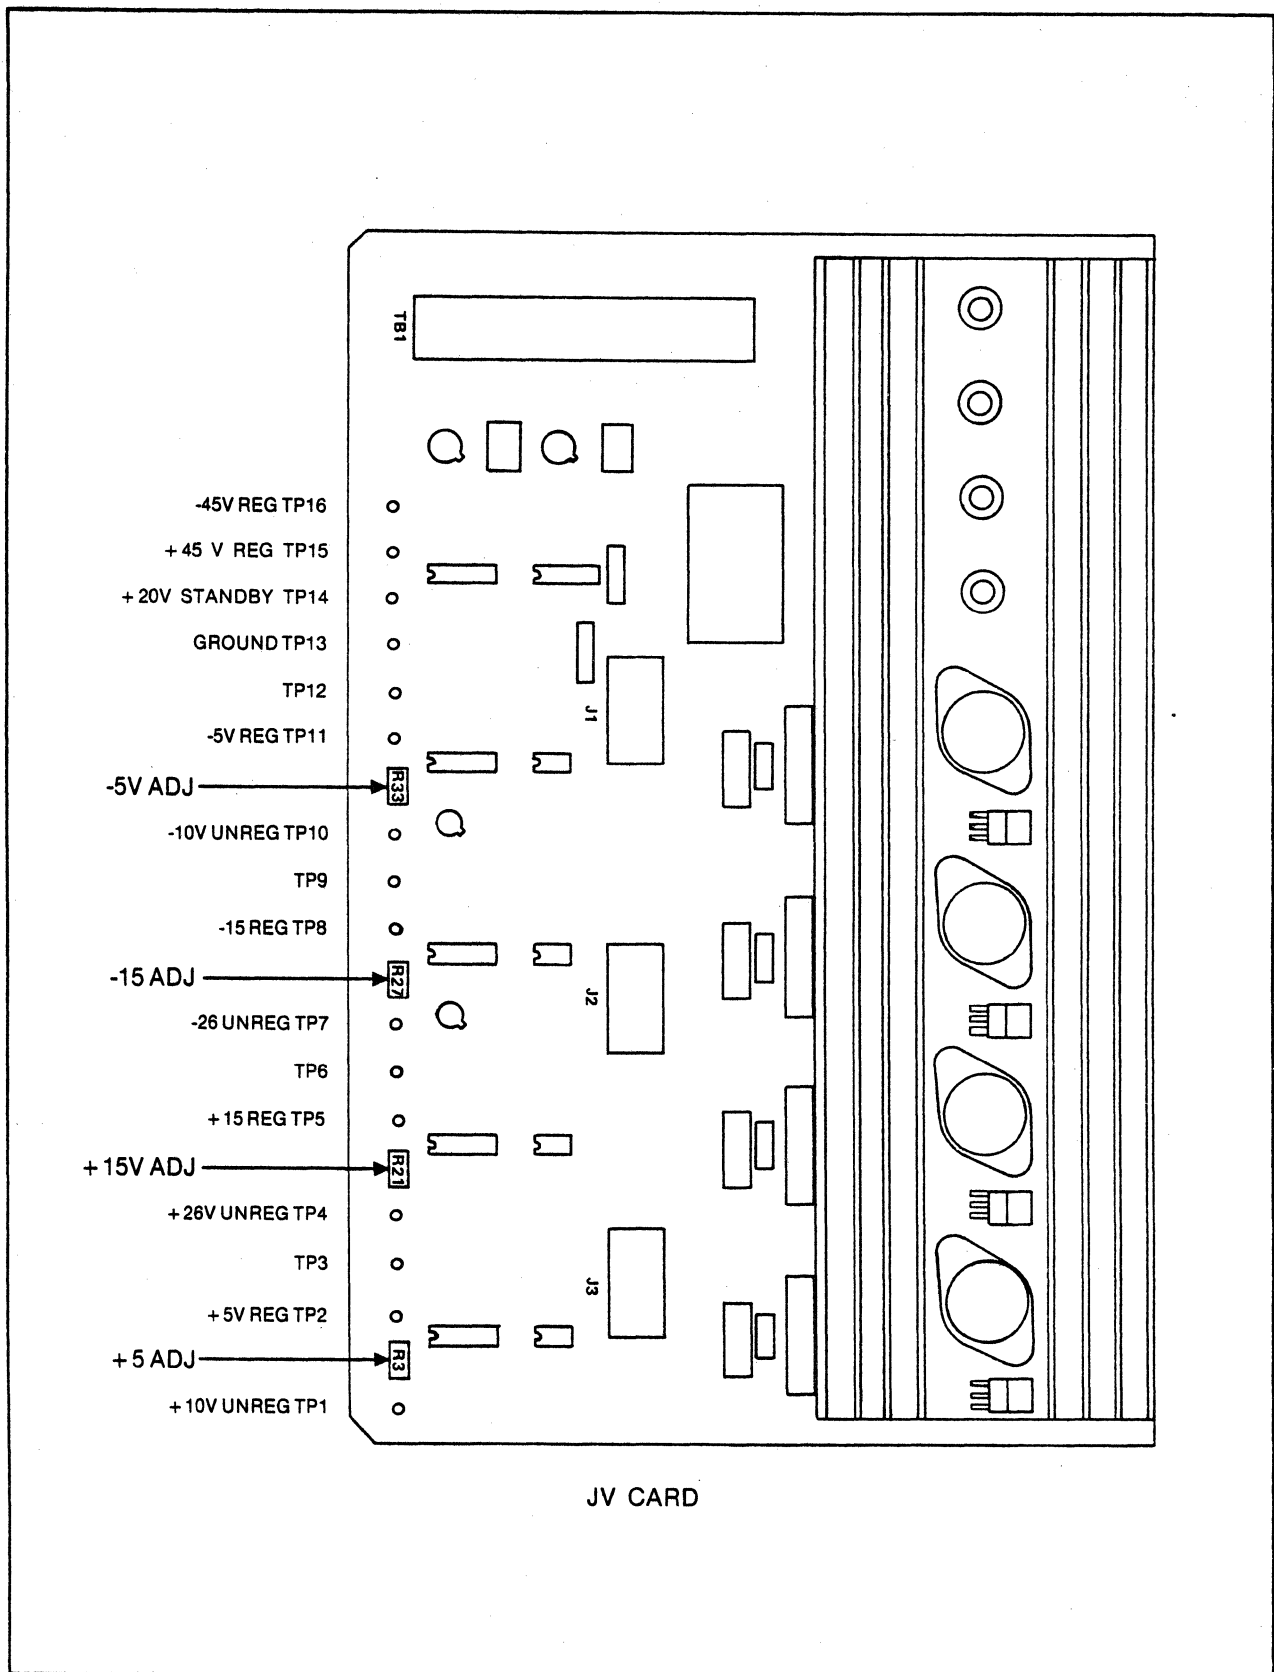 TB1
-45V REG TP16
+45 V REG TP15
+20V STANDBY TP14
GROUND TP13
TP12
J1
-5V REG TP11
-5V ADJ
R33
-10V UNREG TP10
TP9
-15 REG TP8
-15 ADJ
R27
J2
-26 UNREG TP7
TP6
+15 REG TP5
+15V ADJ
R21
+26V UNREG TP4
TP3
J3
+5V REG TP2
+5 ADJ
R3
+10V UNREG TP1
JV CARD